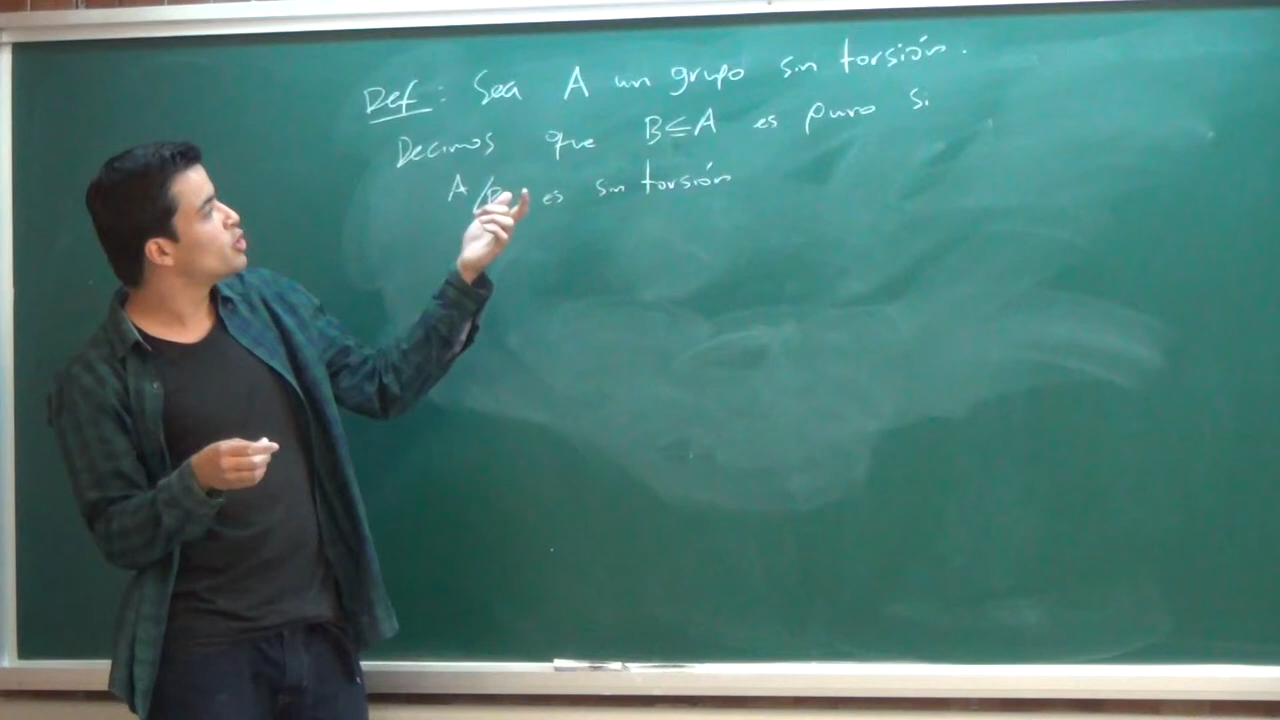 Def: Sea A un grupo sin torsión.
Decimos que B⊆A es puro si
A/B es sin torsión